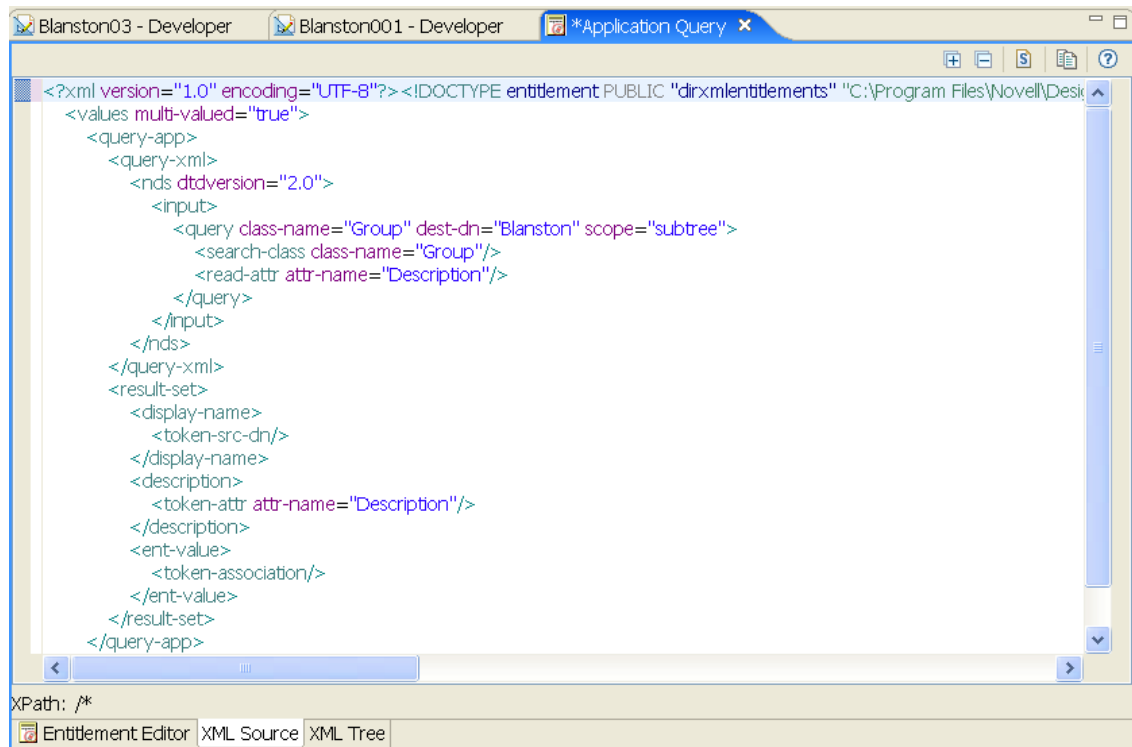 Blanston03 - Developer Blanston001 - Developer *Application Query
<?xml version="1.0" encoding="UTF-8"?><!DOCTYPE entitlement PUBLIC "dirxmlentitlements" "C:\Program Files\Novell\Desi
<values multi-valued="true">
<query-app>
<query-xml>
<nds dtdversion="2.0">
<input>
<query class-name="Group" dest-dn="Blanston" scope="subtree">
<search-class class-name="Group"/>
<read-attr attr-name="Description"/>
</query>
</input>
</nds>
</query-xml>
<result-set>
<display-name>
<token-src-dn/>
</display-name>
<description>
<token-attr attr-name="Description"/>
</description>
<ent-value>
<token-association/>
</ent-value>
</result-set>
</query-app>
XPath: /*
Entitlement Editor XML Source XML Tree